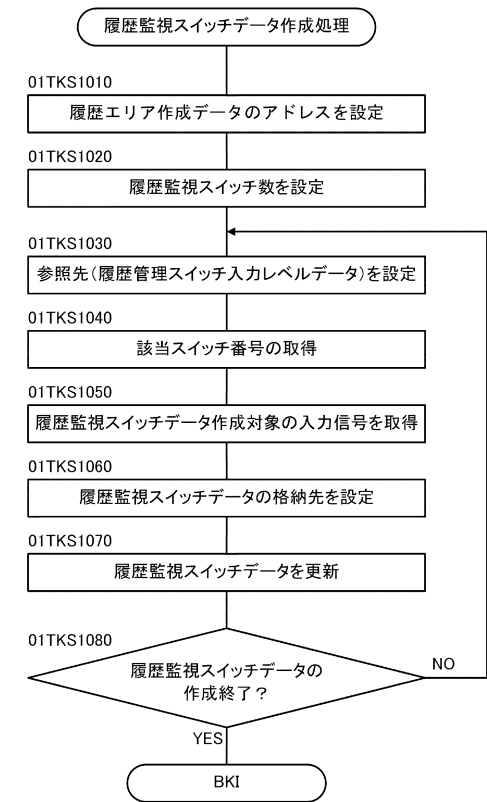 履歴監視スイッチデータ作成処理
01TKS1010
履歴エリア作成データのアドレスを設定
01TKS1020
履歴監視スイッチ数を設定
01TKS1030
参照先(履歴管理スイッチ入力レベルデータ)を設定
01TKS1040
該当スイッチ番号の取得
01TKS1050
履歴監視スイッチデータ作成対象の入力信号を取得
01TKS1060
履歴監視スイッチデータの格納先を設定
01TKS1070
履歴監視スイッチデータを更新
01TKS1080
履歴監視スイッチデータの
作成終了?
NO
YES
BKI